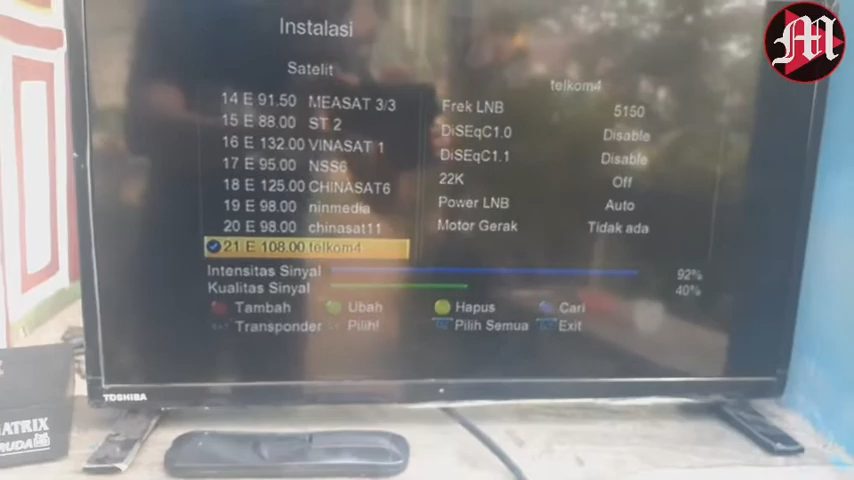 M
Instalasi
Satelit
telkom4
14 E 91.50 MEASAT 3/3
15 E 88.00 ST 2
16 E 132.00 VINASAT 1
17 E 95.00 NSS6
18 E 125.00 CHINASAT6
19 E 98.00 ninmedia
20 E 98.00 chinasat11
21 E 108.00 telkom4
Frek LNB 5150
DiSEqC1.0 Disable
DiSEqC1.1 Disable
22K Off
Power LNB Auto
Motor Gerak Tidak ada
Intensitas Sinyal 92%
Kualitas Sinyal 40%
Tambah Ubah Hapus Cari
Transponder Pilih! Pilih Semua Exit
TOSHIBA
ATRIX
RUDA HD